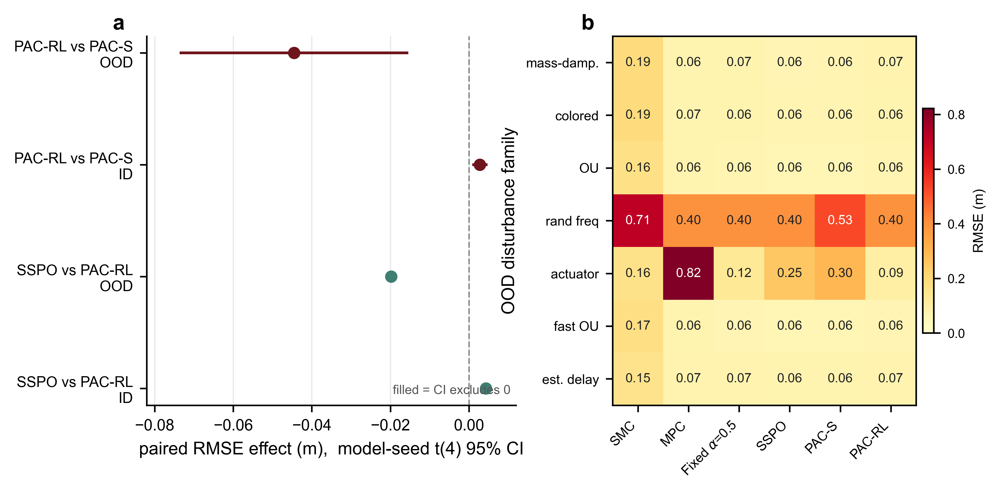 a
PAC-RL vs PAC-S
OOD
PAC-RL vs PAC-S
ID
SSPO vs PAC-RL
OOD
SSPO vs PAC-RL
ID
filled = CI excludes 0
−0.08 −0.06 −0.04 −0.02 0.00
paired RMSE effect (m), model-seed t(4) 95% CI
b
OOD disturbance family
mass-damp. 0.19 0.06 0.07 0.06 0.06 0.07
colored 0.19 0.07 0.06 0.06 0.06 0.06
OU 0.16 0.06 0.06 0.06 0.06 0.06
rand freq 0.71 0.40 0.40 0.40 0.53 0.40
actuator 0.16 0.82 0.12 0.25 0.30 0.09
fast OU 0.17 0.06 0.06 0.06 0.06 0.06
est. delay 0.15 0.07 0.07 0.06 0.06 0.07
SMC
MPC
Fixed α=0.5
SSPO
PAC-S
PAC-RL
0.8
0.6
0.4
0.2
0.0
RMSE (m)